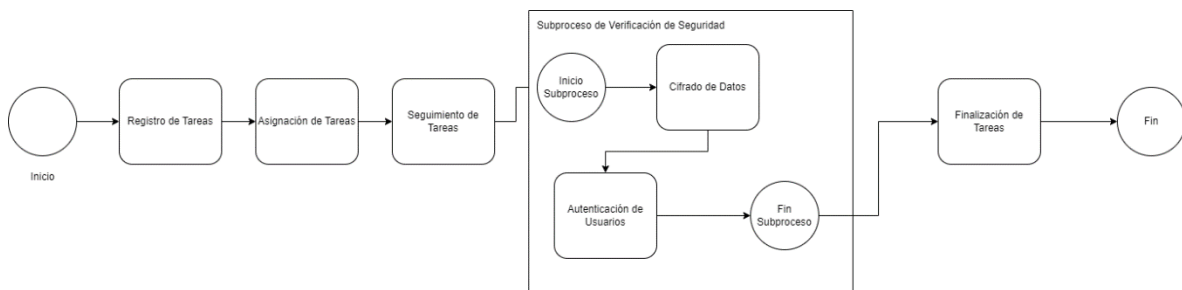 Subproceso de Verificación de Seguridad
Inicio
Registro de Tareas
Asignación de Tareas
Seguimiento de
Tareas
Inicio
Subproceso
Cifrado de Datos
Autenticación de
Usuarios
Fin
Subproceso
Finalización de
Tareas
Fin